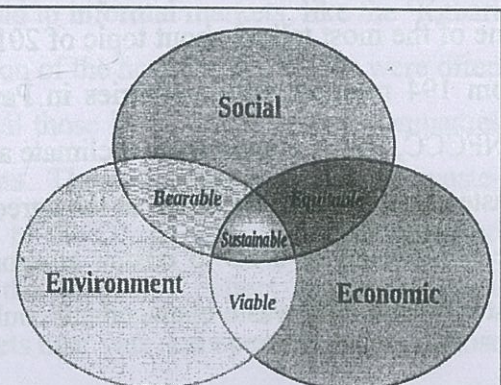 Social
Bearable
Equitable
Sustainable
Environment
Viable
Economic